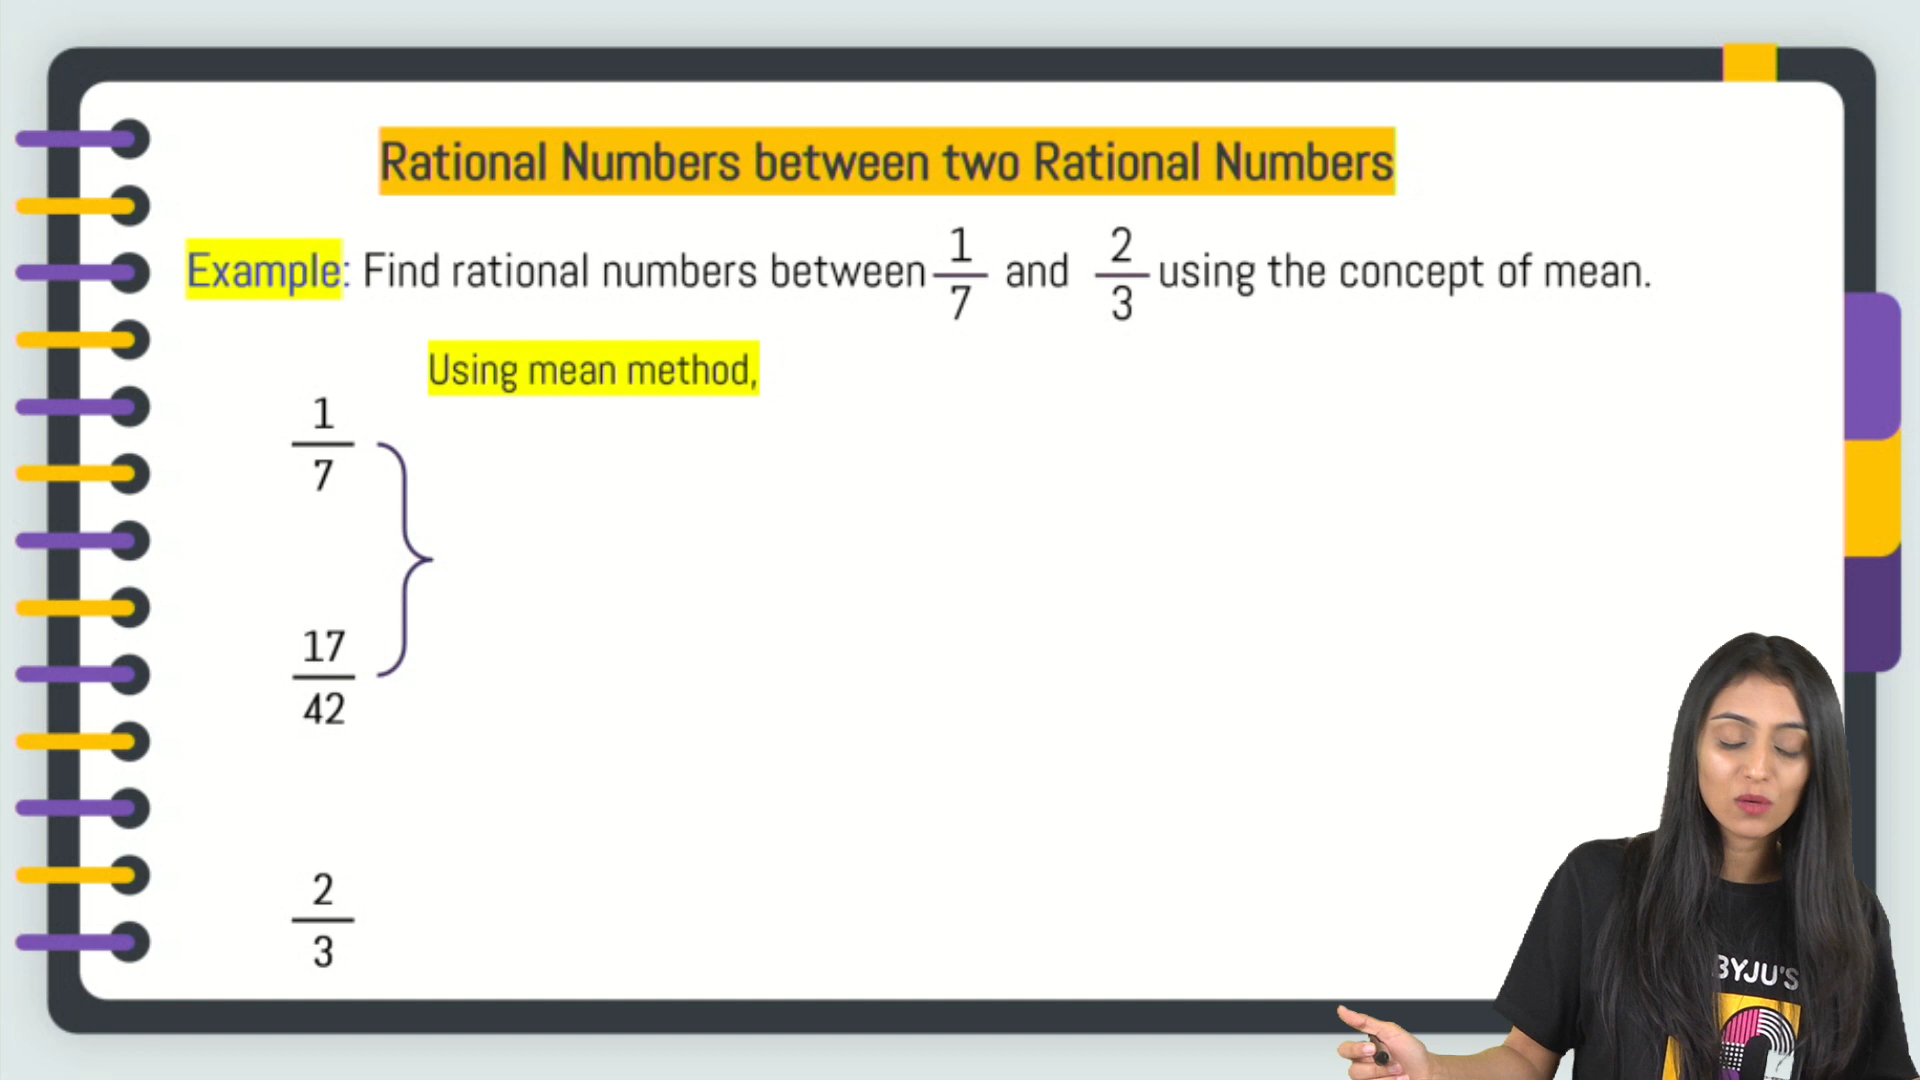 Rational Numbers between two Rational Numbers
Example: Find rational numbers between 1/7 and 2/3 using the concept of mean.
Using mean method,
1/7
17/42
2/3
BYJU'S